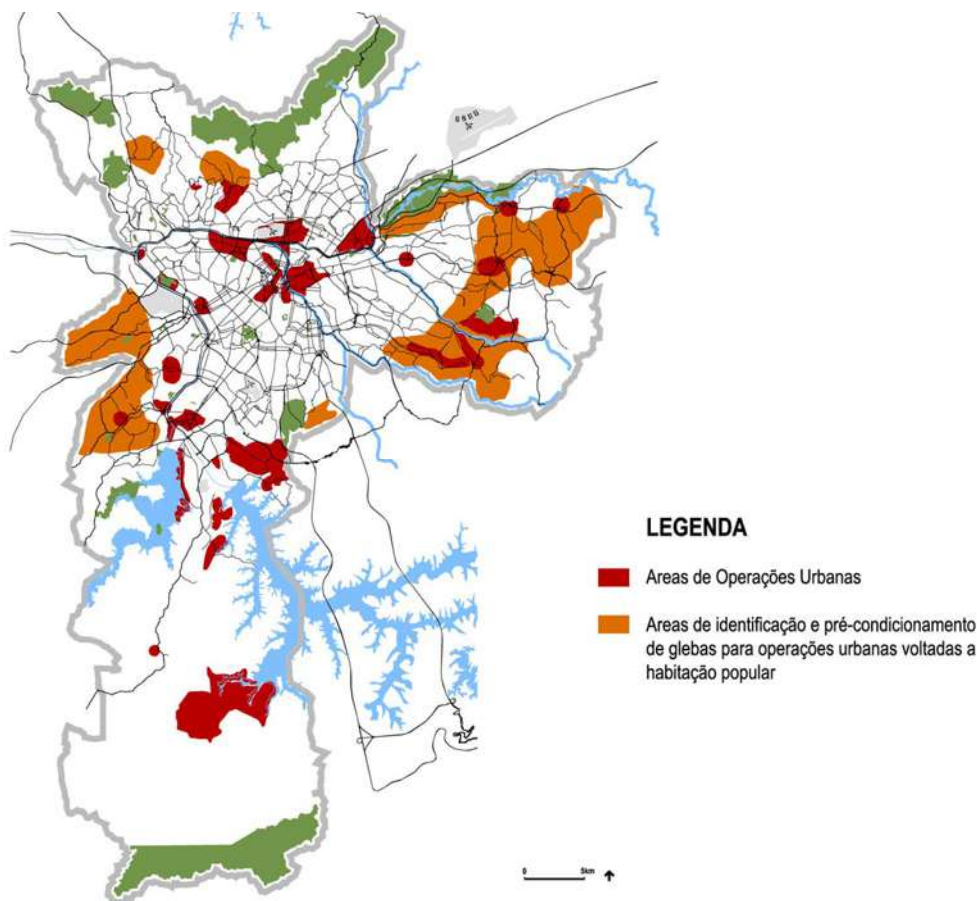 LEGENDA
Areas de Operações Urbanas
Areas de identificação e pré-condicionamento
de glebas para operações urbanas voltadas a
habitação popular
0 5km